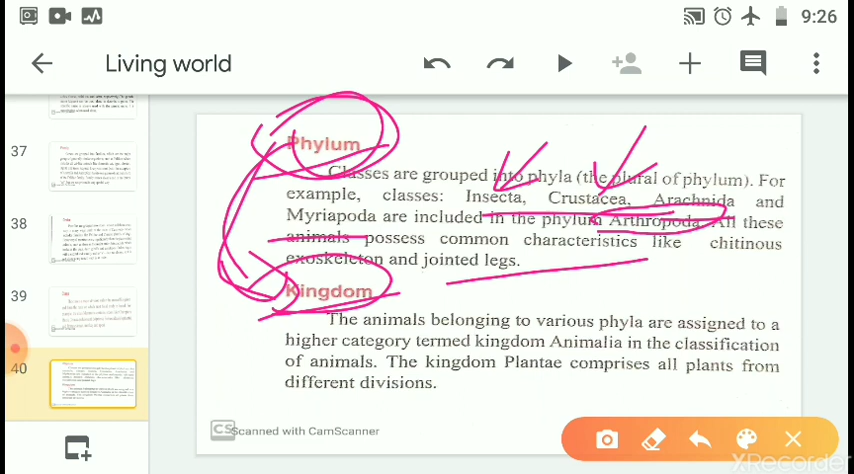 9:26
Living world
37
38
39
40
Phylum
Classes are grouped into phyla (the plural of phylum). For
example, classes: Insecta, Crustacea, Arachnida and
Myriapoda are included in the phylum Arthropoda. All these
animals possess common characteristics like chitinous
exoskeleton and jointed legs.
Kingdom
The animals belonging to various phyla are assigned to a
higher category termed kingdom Animalia in the classification
of animals. The kingdom Plantae comprises all plants from
different divisions.
CS Scanned with CamScanner
XRecorder